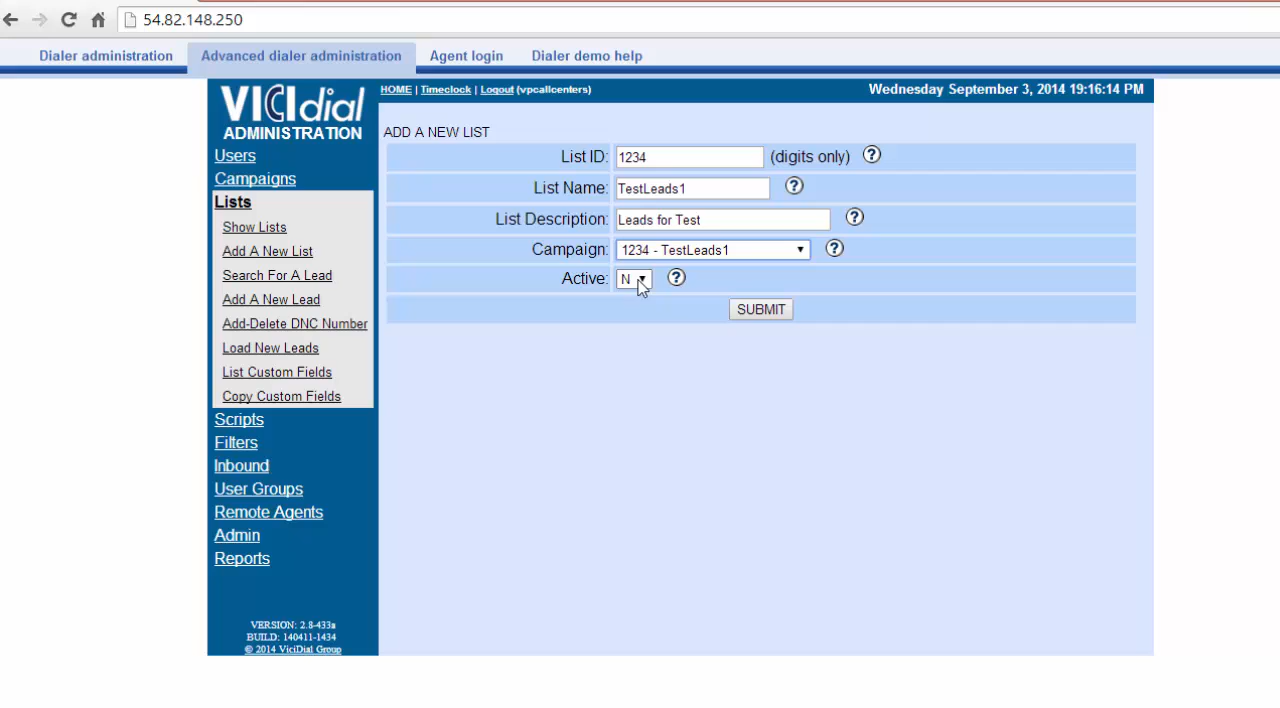 54.82.148.250
Dialer administration Advanced dialer administration Agent login Dialer demo help
VICIdial
ADMINISTRATION
HOME | Timeclock | Logout (vpcallcenters) Wednesday September 3, 2014 19:16:14 PM
Users
Campaigns
Lists
Show Lists
Add A New List
Search For A Lead
Add A New Lead
Add-Delete DNC Number
Load New Leads
List Custom Fields
Copy Custom Fields
Scripts
Filters
Inbound
User Groups
Remote Agents
Admin
Reports
VERSION: 2.8-433a
BUILD: 140411-1434
© 2014 ViciDial Group
ADD A NEW LIST
List ID: 1234 (digits only) ?
List Name: TestLeads1 ?
List Description: Leads for Test ?
Campaign: 1234 - TestLeads1 ?
Active: N ?
SUBMIT